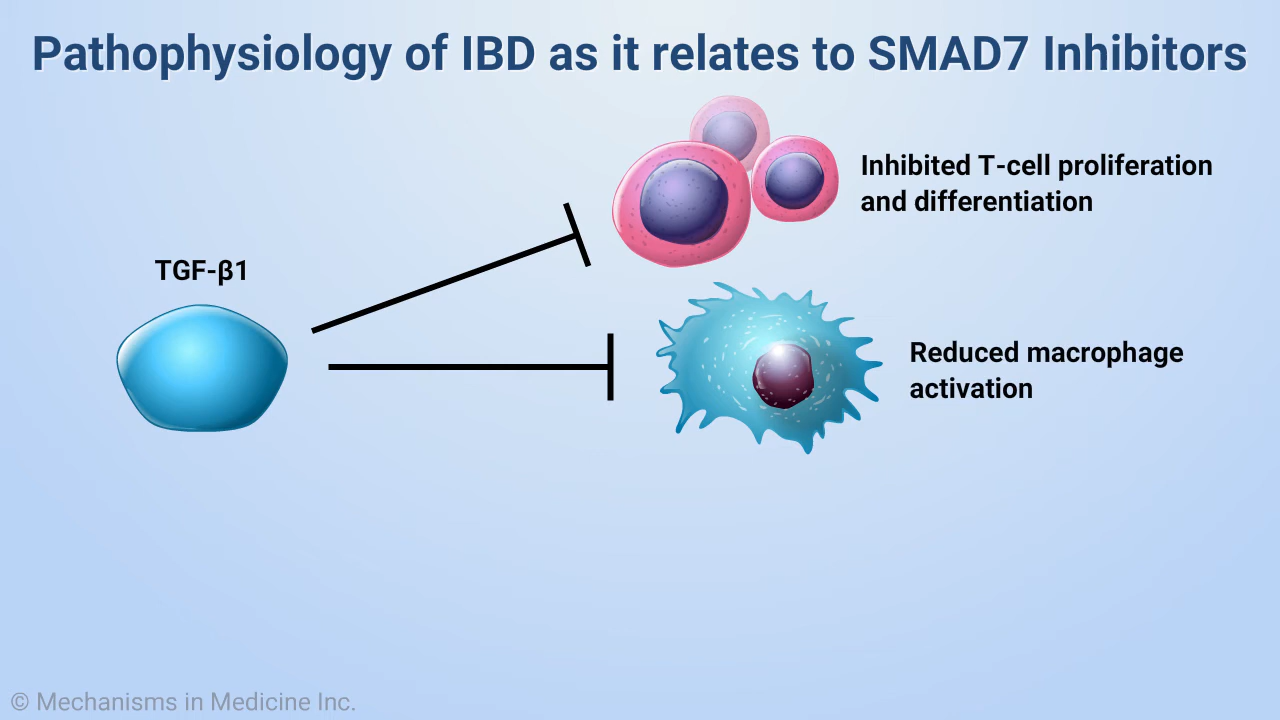 Pathophysiology of IBD as it relates to SMAD7 Inhibitors
Inhibited T-cell proliferation
and differentiation
TGF-β1
Reduced macrophage
activation
© Mechanisms in Medicine Inc.